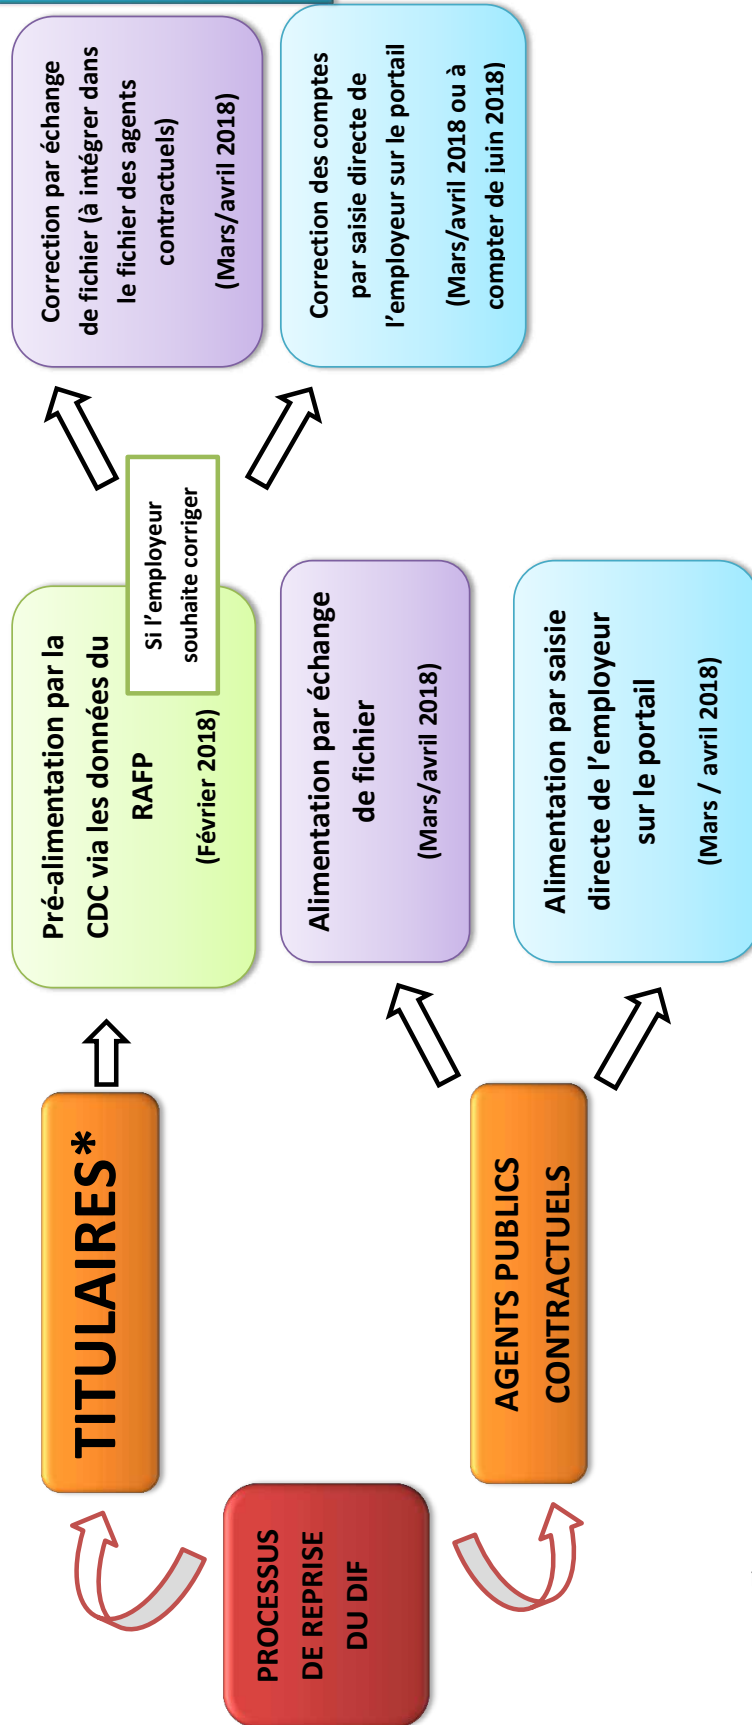 PROCESSUS
DE REPRISE
DU DIF
TITULAIRES*
Pré-alimentation par la
CDC via les données du
RAFP
(Février 2018)
Si l'employeur
souhaite corriger
Correction par échange
de fichier (à intégrer dans
le fichier des agents
contractuels)
(Mars/avril 2018)
Correction des comptes
par saisie directe de
l'employeur sur le portail
(Mars/avril 2018 ou à
compter de juin 2018)
AGENTS PUBLICS
CONTRACTUELS
Alimentation par échange
de fichier
(Mars/avril 2018)
Alimentation par saisie
directe de l'employeur
sur le portail
(Mars / avril 2018)